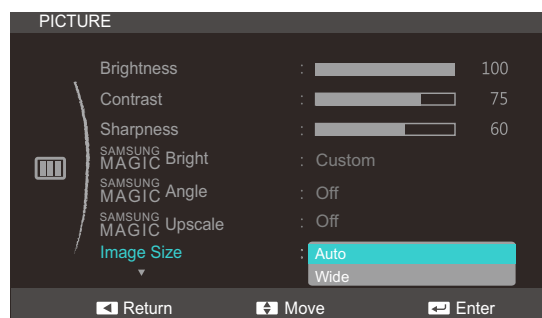 PICTURE
Brightness : 100
Contrast : 75
Sharpness : 60
SAMSUNG MAGIC Bright : Custom
SAMSUNG MAGIC Angle : Off
SAMSUNG MAGIC Upscale : Off
Image Size : Auto
Wide
Return Move Enter